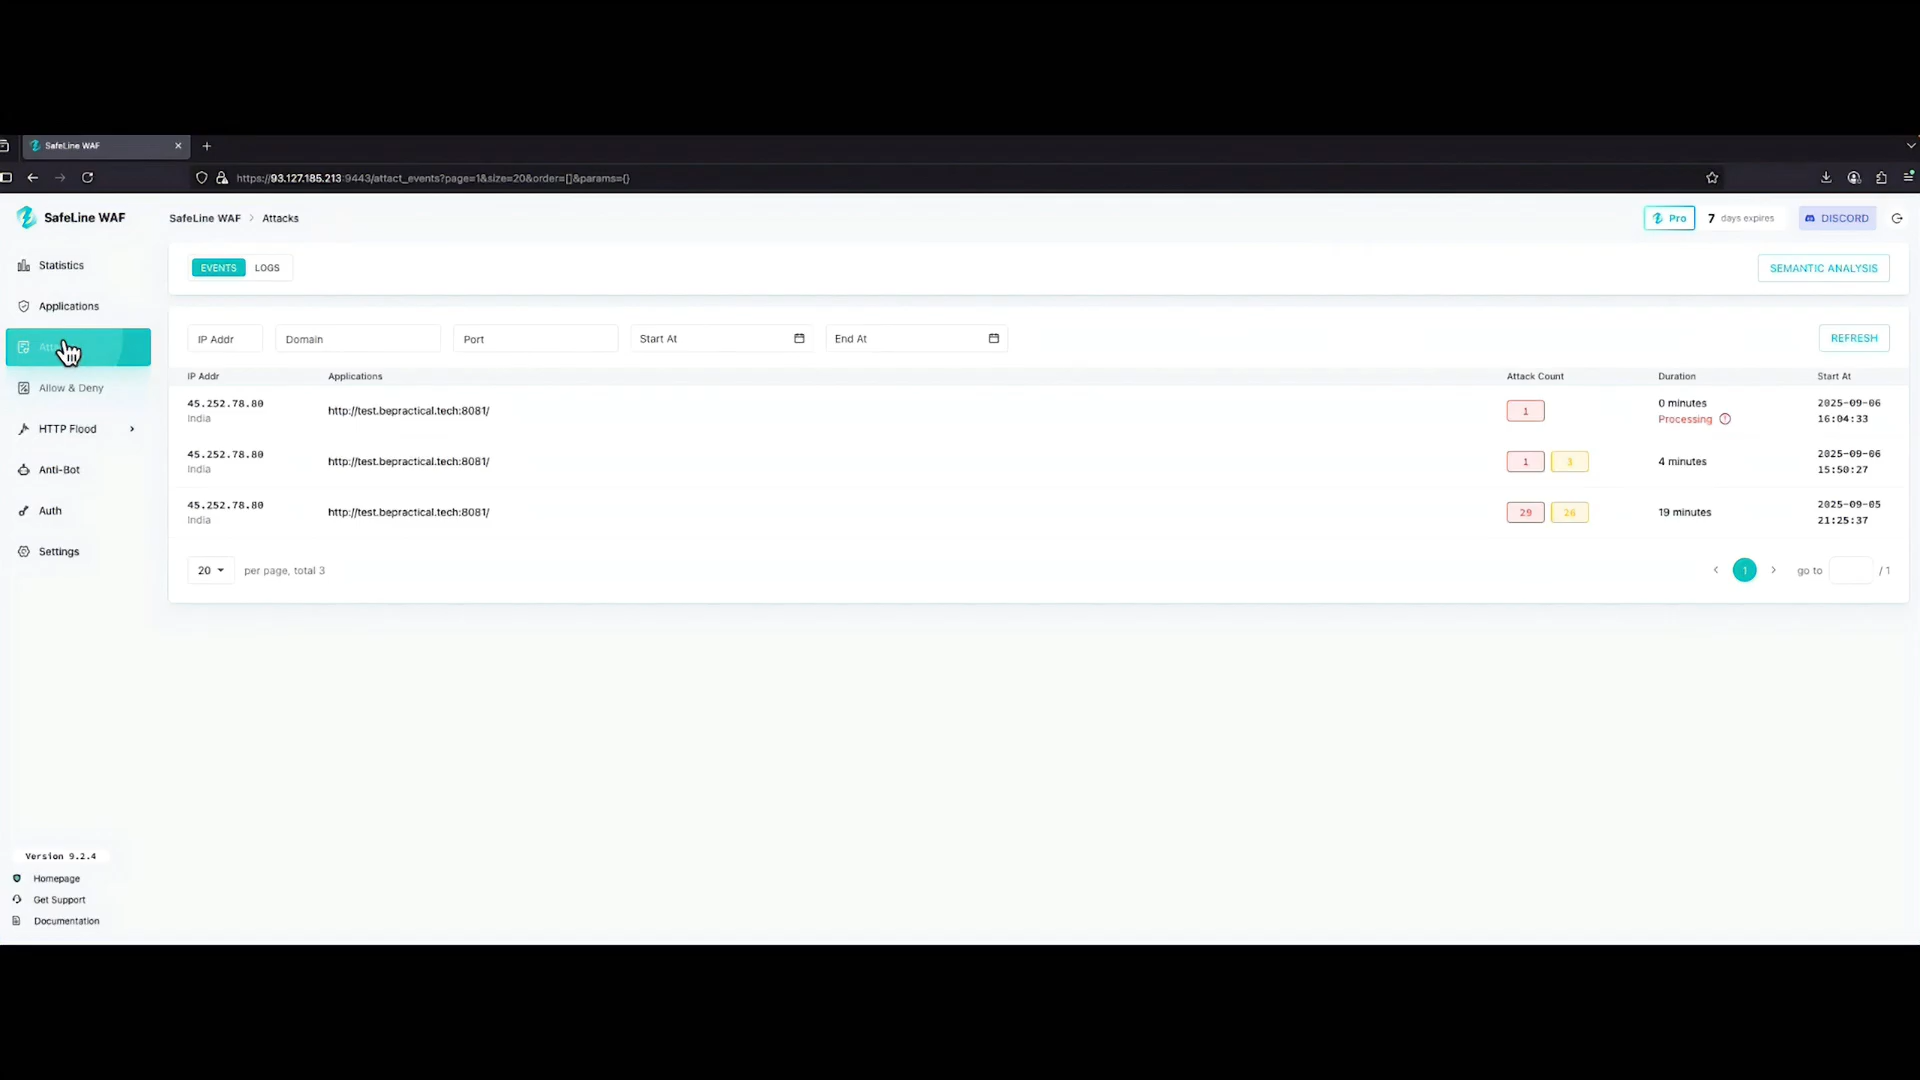 SafeLine WAF
https://93.127.185.213:9443/attact_events?page=1&size=20&order=[]&params={}
SafeLine WAF
SafeLine WAF > Attacks
Pro
7 days expires
DISCORD
Statistics
Applications
Allow & Deny
HTTP Flood
Anti-Bot
Auth
Settings
EVENTS LOGS
SEMANTIC ANALYSIS
IP Addr
Domain
Port
Start At
End At
REFRESH
IP Addr Applications Attack Count Duration Start At
45.252.78.80
India
http://test.bepractical.tech:8081/
1
0 minutes
Processing
2025-09-06
16:04:33
45.252.78.80
India
http://test.bepractical.tech:8081/
1 3
4 minutes
2025-09-06
15:50:27
45.252.78.80
India
http://test.bepractical.tech:8081/
29 26
19 minutes
2025-09-05
21:25:37
20 per page, total 3
1 go to / 1
Version 9.2.4
Homepage
Get Support
Documentation